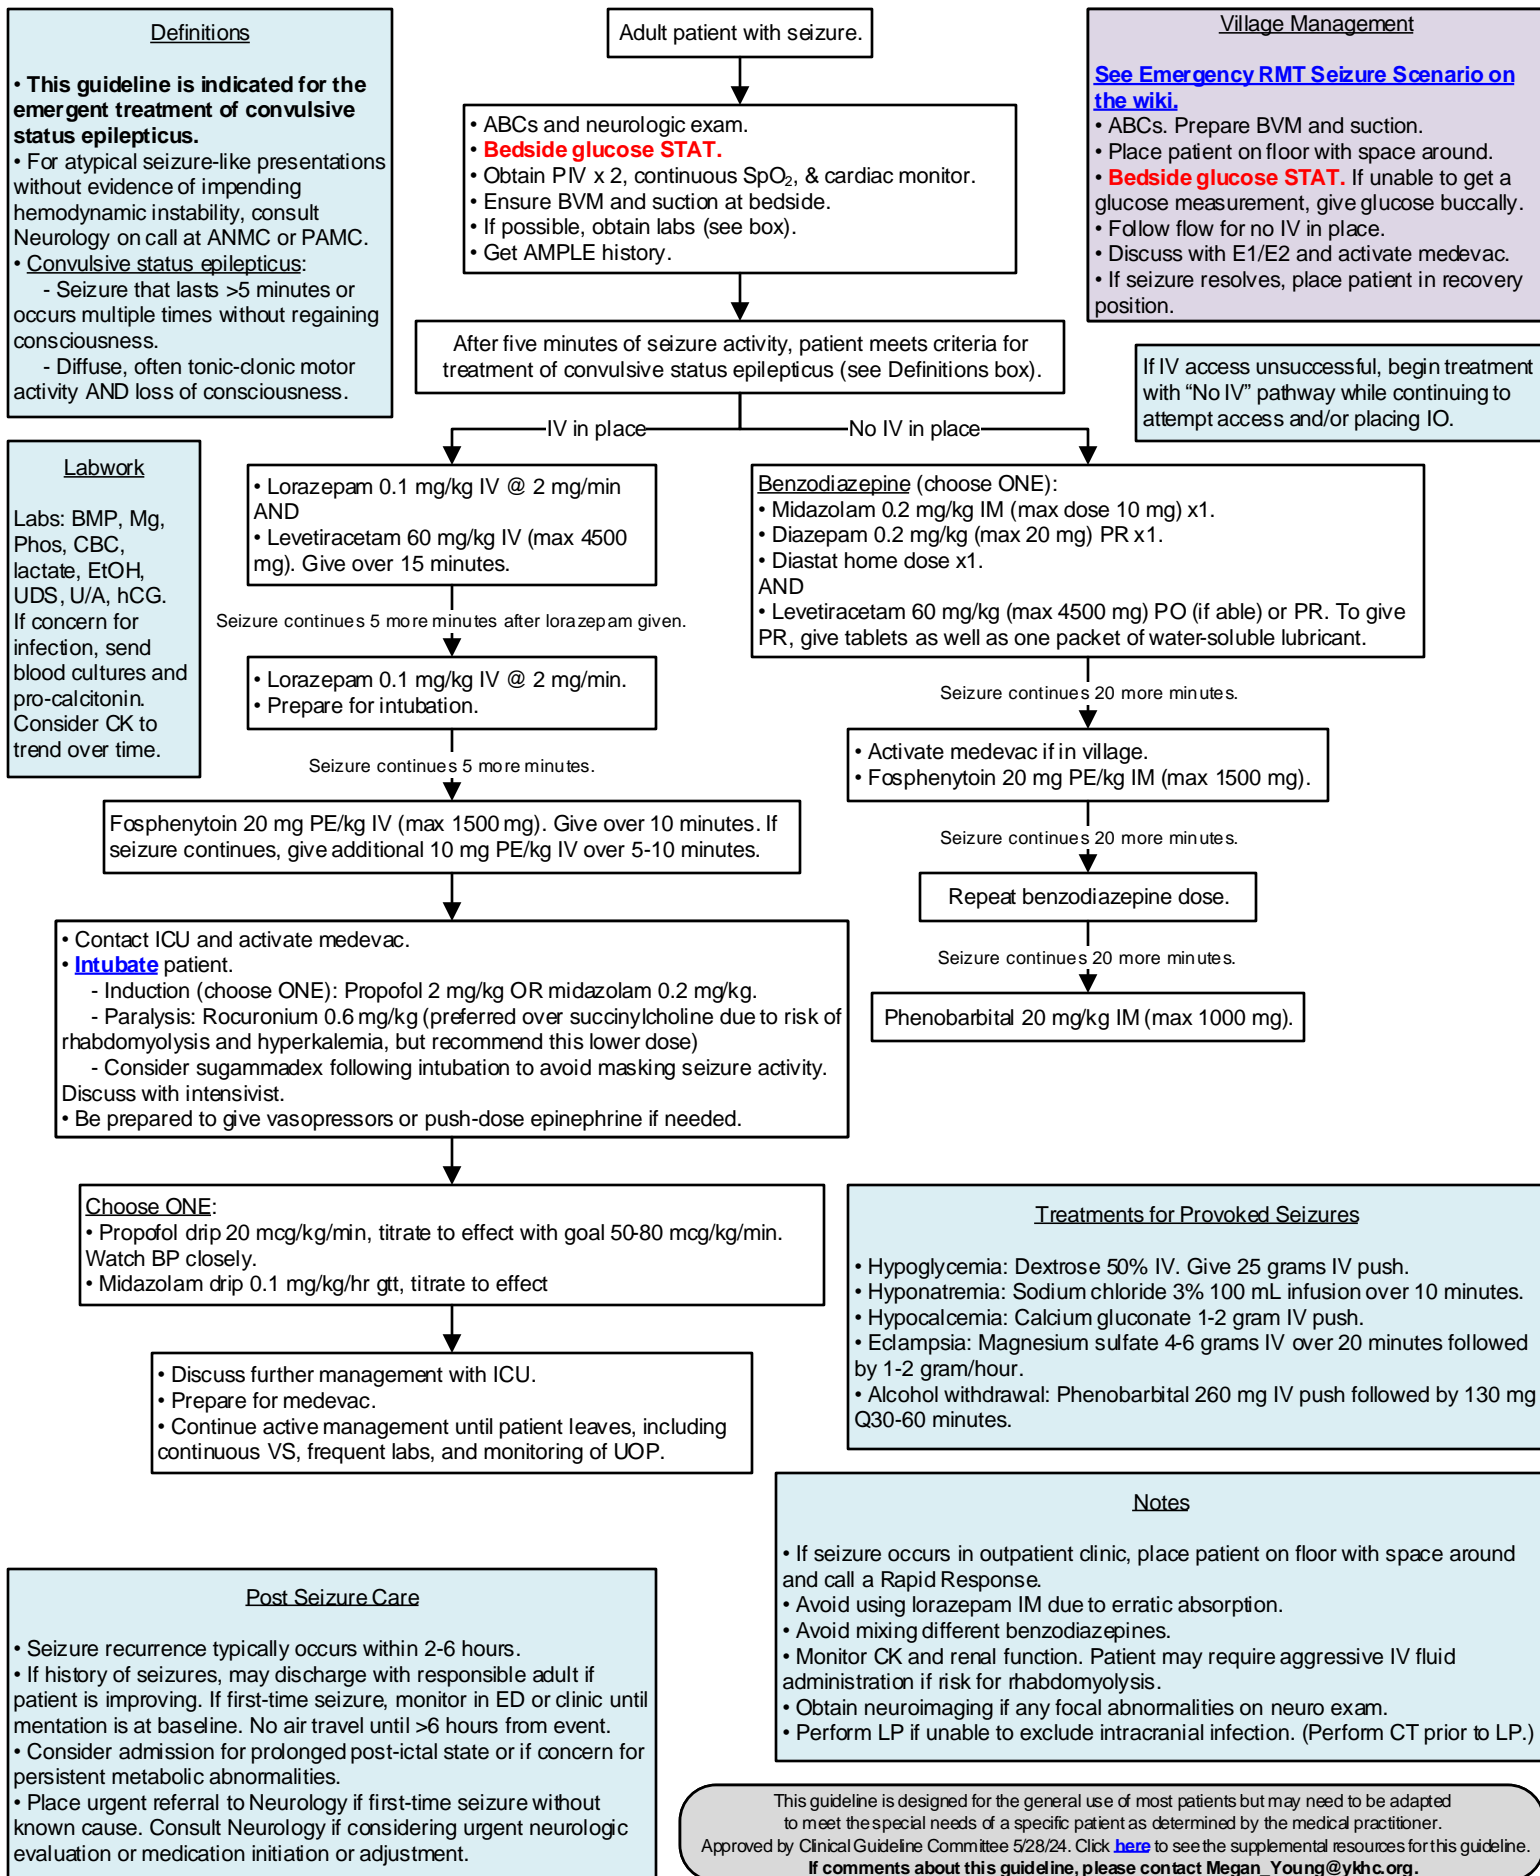 Definitions
• This guideline is indicated for the
emergent treatment of convulsive
status epilepticus.
• For atypical seizure-like presentations
without evidence of impending
hemodynamic instability, consult
Neurology on call at ANMC or PAMC.
• Convulsive status epilepticus:
- Seizure that lasts >5 minutes or
occurs multiple times without regaining
consciousness.
- Diffuse, often tonic-clonic motor
activity AND loss of consciousness.
Adult patient with seizure.
• ABCs and neurologic exam.
• Bedside glucose STAT.
• Obtain PIV x 2, continuous SpO₂, & cardiac monitor.
• Ensure BVM and suction at bedside.
• If possible, obtain labs (see box).
• Get AMPLE history.
Village Management
See Emergency RMT Seizure Scenario on
the wiki.
• ABCs. Prepare BVM and suction.
• Place patient on floor with space around.
• Bedside glucose STAT. If unable to get a
glucose measurement, give glucose buccally.
• Follow flow for no IV in place.
• Discuss with E1/E2 and activate medevac.
• If seizure resolves, place patient in recovery
position.
After five minutes of seizure activity, patient meets criteria for
treatment of convulsive status epilepticus (see Definitions box).
If IV access unsuccessful, begin treatment
with “No IV” pathway while continuing to
attempt access and/or placing IO.
IV in place
No IV in place
Labwork
Labs: BMP, Mg,
Phos, CBC,
lactate, EtOH,
UDS, U/A, hCG.
If concern for
infection, send
blood cultures and
pro-calcitonin.
Consider CK to
trend over time.
• Lorazepam 0.1 mg/kg IV @ 2 mg/min
AND
• Levetiracetam 60 mg/kg IV (max 4500
mg). Give over 15 minutes.
Seizure continues 5 more minutes after lorazepam given.
• Lorazepam 0.1 mg/kg IV @ 2 mg/min.
• Prepare for intubation.
Seizure continues 5 more minutes.
Fosphenytoin 20 mg PE/kg IV (max 1500 mg). Give over 10 minutes. If
seizure continues, give additional 10 mg PE/kg IV over 5-10 minutes.
Benzodiazepine (choose ONE):
• Midazolam 0.2 mg/kg IM (max dose 10 mg) x1.
• Diazepam 0.2 mg/kg (max 20 mg) PR x1.
• Diastat home dose x1.
AND
• Levetiracetam 60 mg/kg (max 4500 mg) PO (if able) or PR. To give
PR, give tablets as well as one packet of water-soluble lubricant.
Seizure continues 20 more minutes.
• Activate medevac if in village.
• Fosphenytoin 20 mg PE/kg IM (max 1500 mg).
Seizure continues 20 more minutes.
Repeat benzodiazepine dose.
Seizure continues 20 more minutes.
Phenobarbital 20 mg/kg IM (max 1000 mg).
• Contact ICU and activate medevac.
• Intubate patient.
- Induction (choose ONE): Propofol 2 mg/kg OR midazolam 0.2 mg/kg.
- Paralysis: Rocuronium 0.6 mg/kg (preferred over succinylcholine due to risk of
rhabdomyolysis and hyperkalemia, but recommend this lower dose)
- Consider sugammadex following intubation to avoid masking seizure activity.
Discuss with intensivist.
• Be prepared to give vasopressors or push-dose epinephrine if needed.
Choose ONE:
• Propofol drip 20 mcg/kg/min, titrate to effect with goal 50-80 mcg/kg/min.
Watch BP closely.
• Midazolam drip 0.1 mg/kg/hr gtt, titrate to effect
• Discuss further management with ICU.
• Prepare for medevac.
• Continue active management until patient leaves, including
continuous VS, frequent labs, and monitoring of UOP.
Treatments for Provoked Seizures
• Hypoglycemia: Dextrose 50% IV. Give 25 grams IV push.
• Hyponatremia: Sodium chloride 3% 100 mL infusion over 10 minutes.
• Hypocalcemia: Calcium gluconate 1-2 gram IV push.
• Eclampsia: Magnesium sulfate 4-6 grams IV over 20 minutes followed
by 1-2 gram/hour.
• Alcohol withdrawal: Phenobarbital 260 mg IV push followed by 130 mg
Q30-60 minutes.
Notes
• If seizure occurs in outpatient clinic, place patient on floor with space around
and call a Rapid Response.
• Avoid using lorazepam IM due to erratic absorption.
• Avoid mixing different benzodiazepines.
• Monitor CK and renal function. Patient may require aggressive IV fluid
administration if risk for rhabdomyolysis.
• Obtain neuroimaging if any focal abnormalities on neuro exam.
• Perform LP if unable to exclude intracranial infection. (Perform CT prior to LP.)
Post Seizure Care
• Seizure recurrence typically occurs within 2-6 hours.
• If history of seizures, may discharge with responsible adult if
patient is improving. If first-time seizure, monitor in ED or clinic until
mentation is at baseline. No air travel until >6 hours from event.
• Consider admission for prolonged post-ictal state or if concern for
persistent metabolic abnormalities.
• Place urgent referral to Neurology if first-time seizure without
known cause. Consult Neurology if considering urgent neurologic
evaluation or medication initiation or adjustment.
This guideline is designed for the general use of most patients but may need to be adapted
to meet the special needs of a specific patient as determined by the medical practitioner.
Approved by Clinical Guideline Committee 5/28/24. Click here to see the supplemental resources for this guideline.
If comments about this guideline, please contact Megan_Young@ykhc.org.